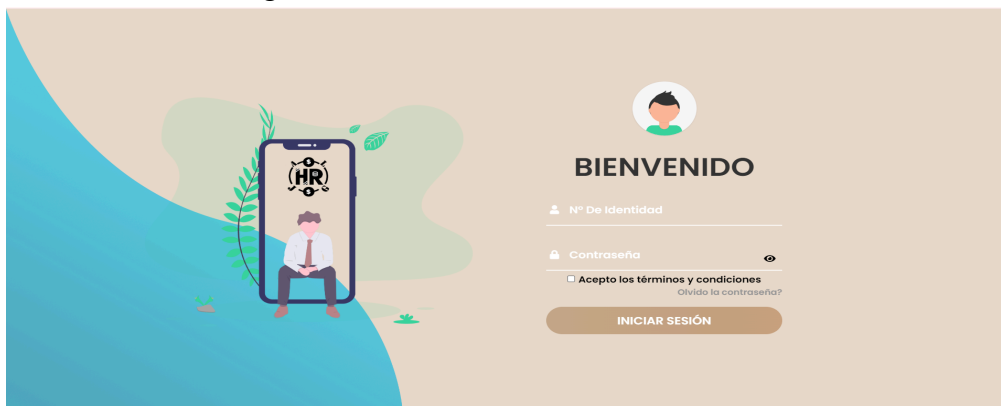 HR
BIENVENIDO
Nº De Identidad
Contraseña
Acepto los términos y condiciones
Olvido la contraseña?
INICIAR SESIÓN